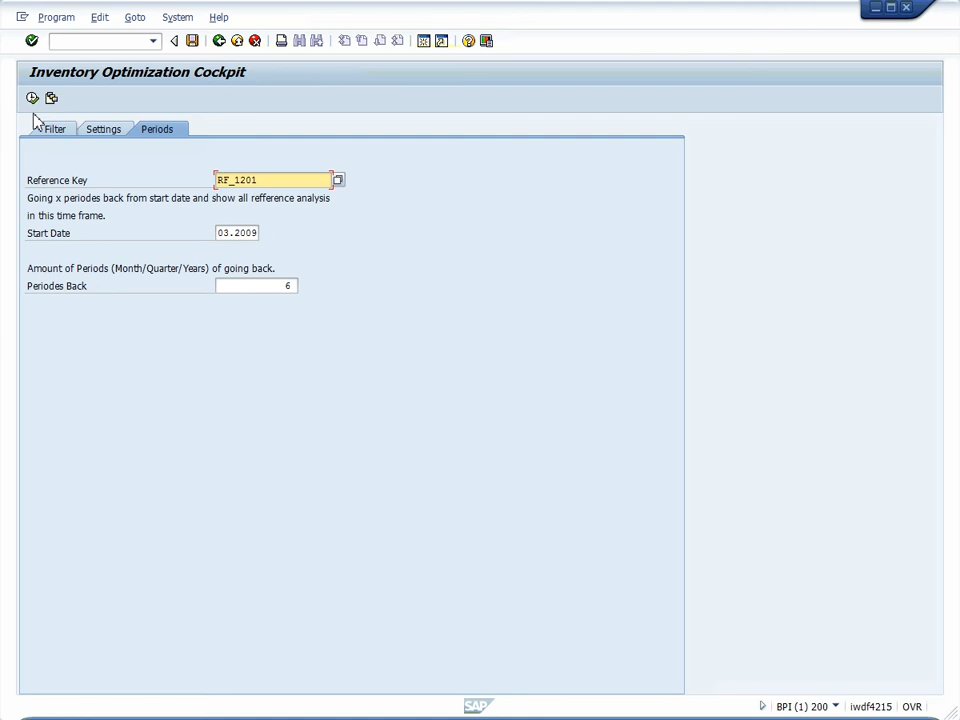 Program Edit Goto System Help
Inventory Optimization Cockpit
Filter Settings Periods
Reference Key RF_1201
Going x periodes back from start date and show all refference analysis
in this time frame.
Start Date 03.2009
Amount of Periods (Month/Quarter/Years) of going back.
Periodes Back 6
SAP BPI (1) 200 iwdf4215 OVR